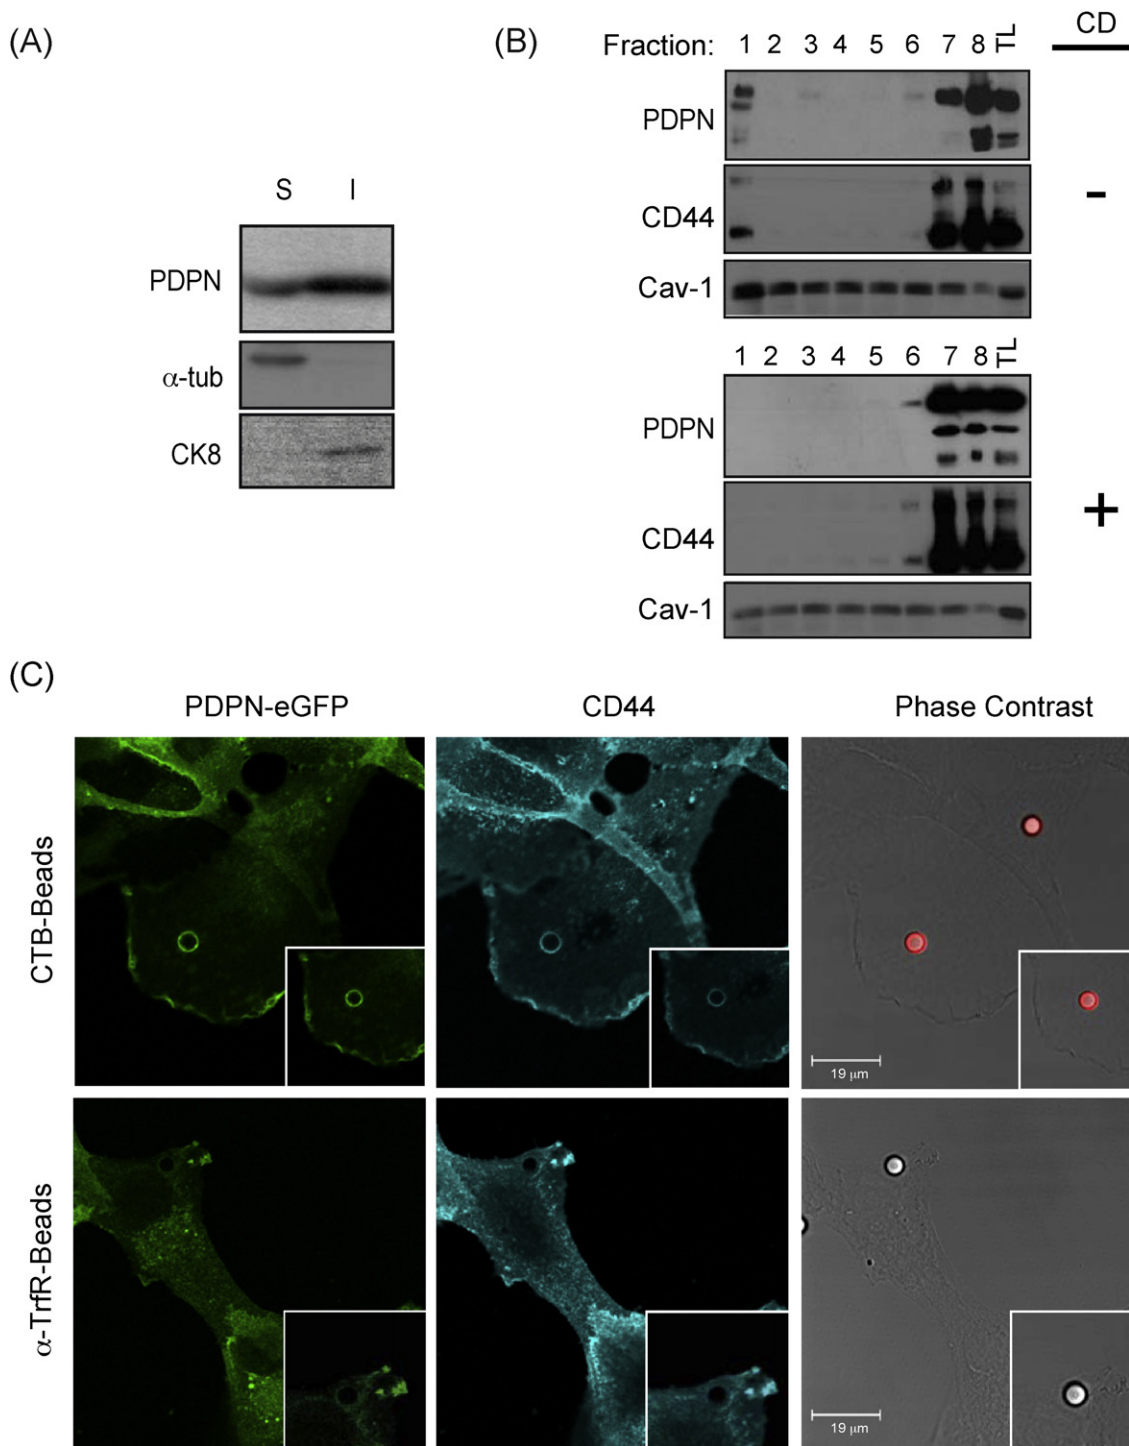 (A)
S I
PDPN
α-tub
CK8
(B)
Fraction: 1 2 3 4 5 6 7 8 TL CD
PDPN
CD44
-
Cav-1
1 2 3 4 5 6 7 8 TL
PDPN
CD44
+
Cav-1
(C)
PDPN-eGFP CD44 Phase Contrast
CTB-Beads
19 μm
α-TrfR-Beads
19 μm